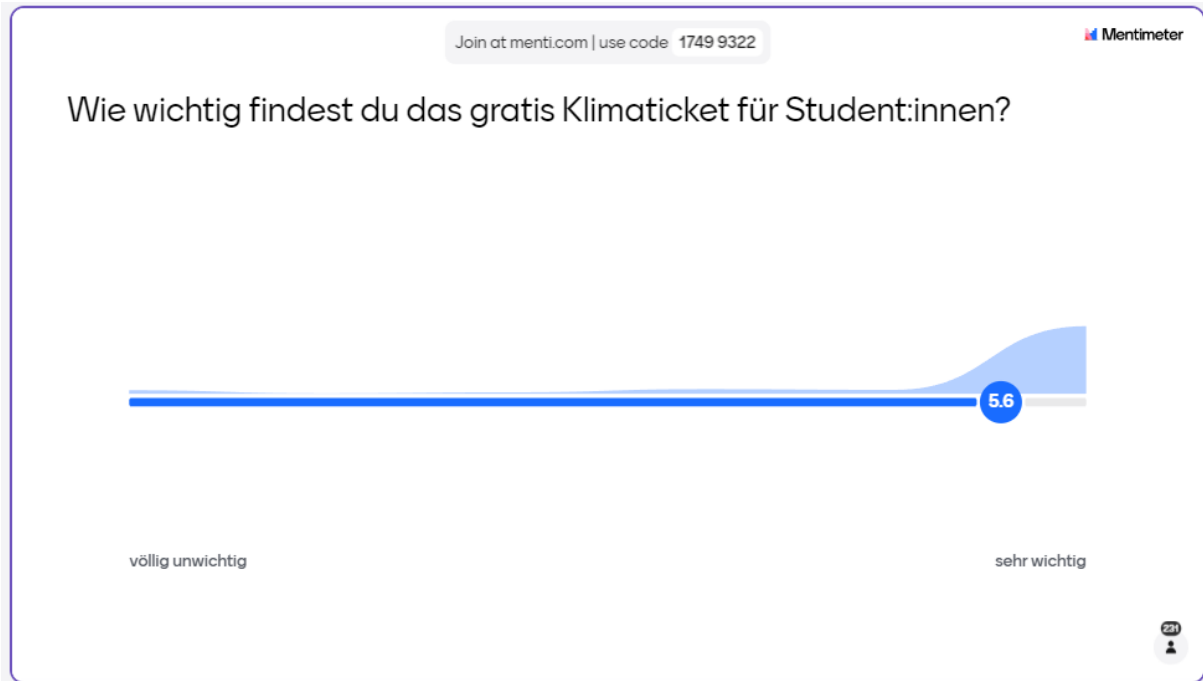 Join at menti.com | use code 1749 9322
Mentimeter
Wie wichtig findest du das gratis Klimaticket für Student:innen?
5.6
völlig unwichtig
sehr wichtig
231